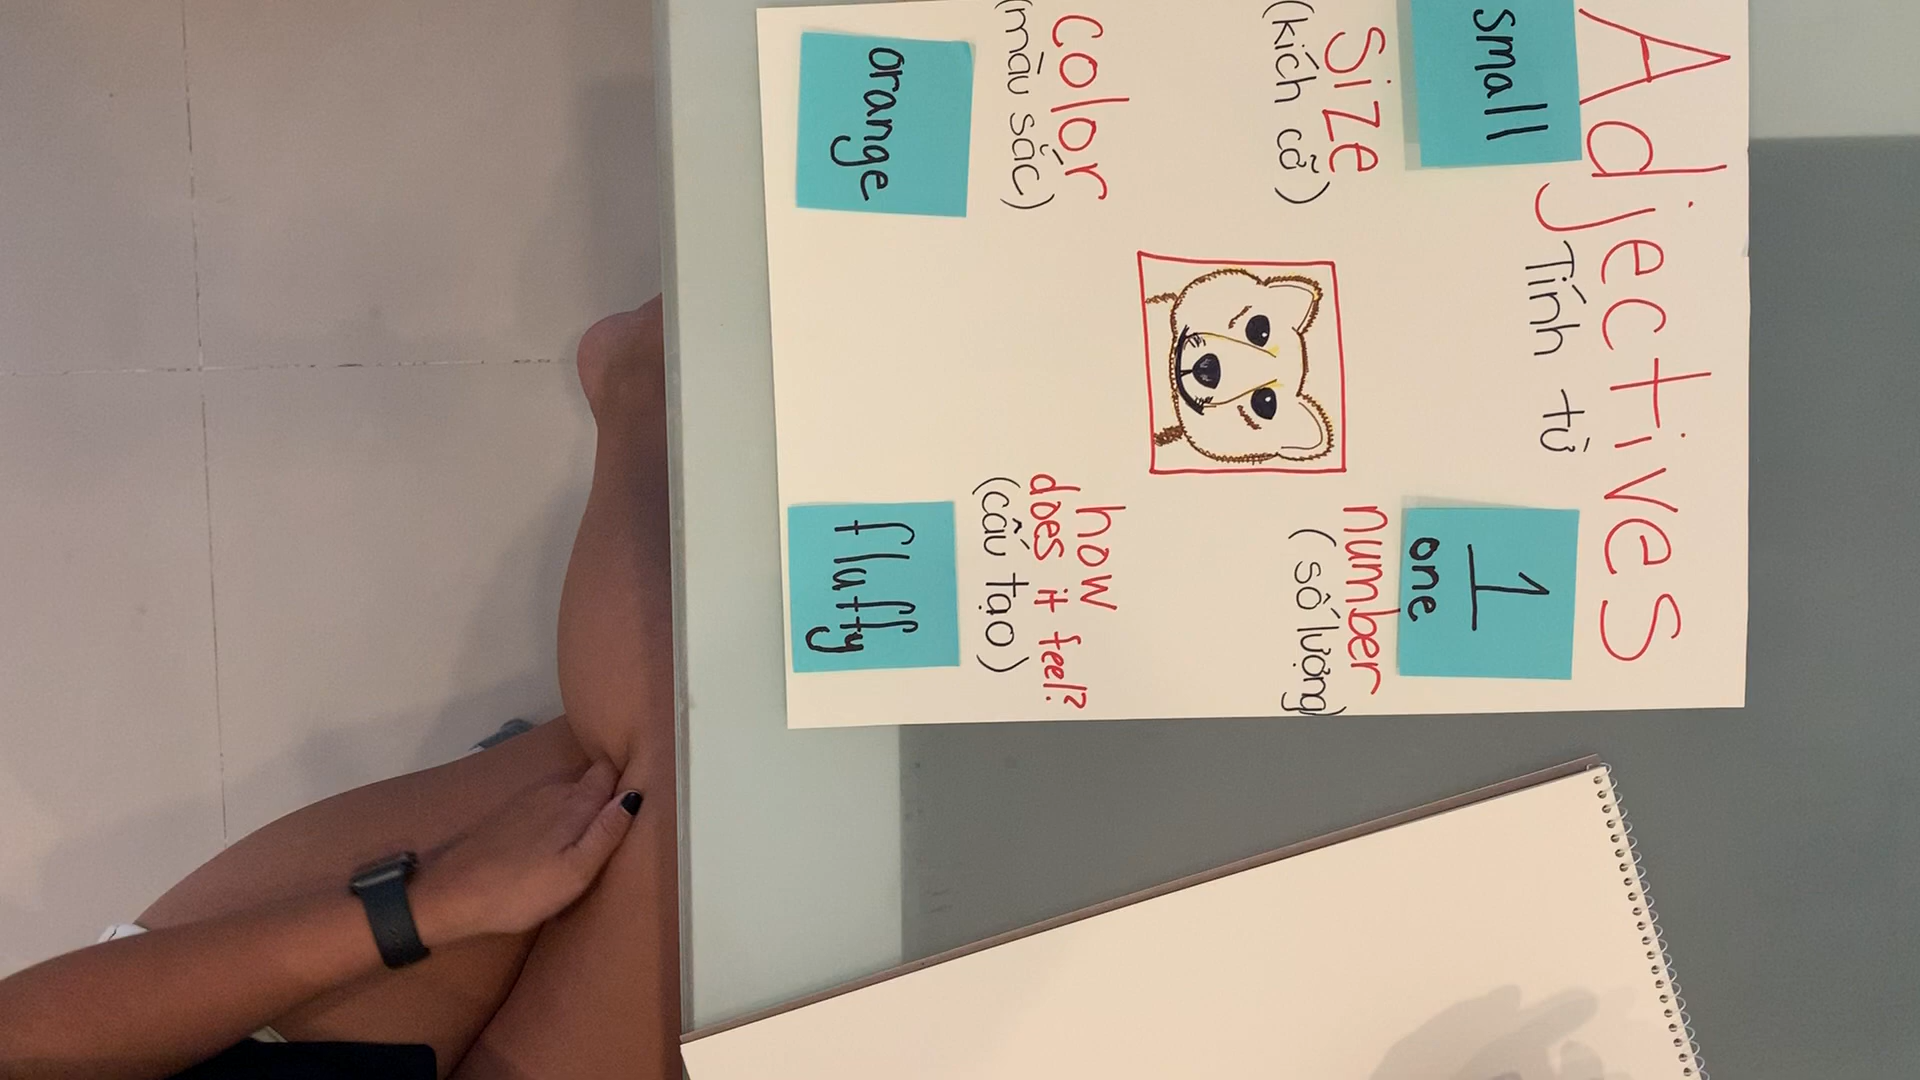 Adjectives
Tính từ
small
size
(kích cỡ)
1
one
number
(số lượng)
color
(màu sắc)
orange
how
does it feel?
(cấu tạo)
fluffy